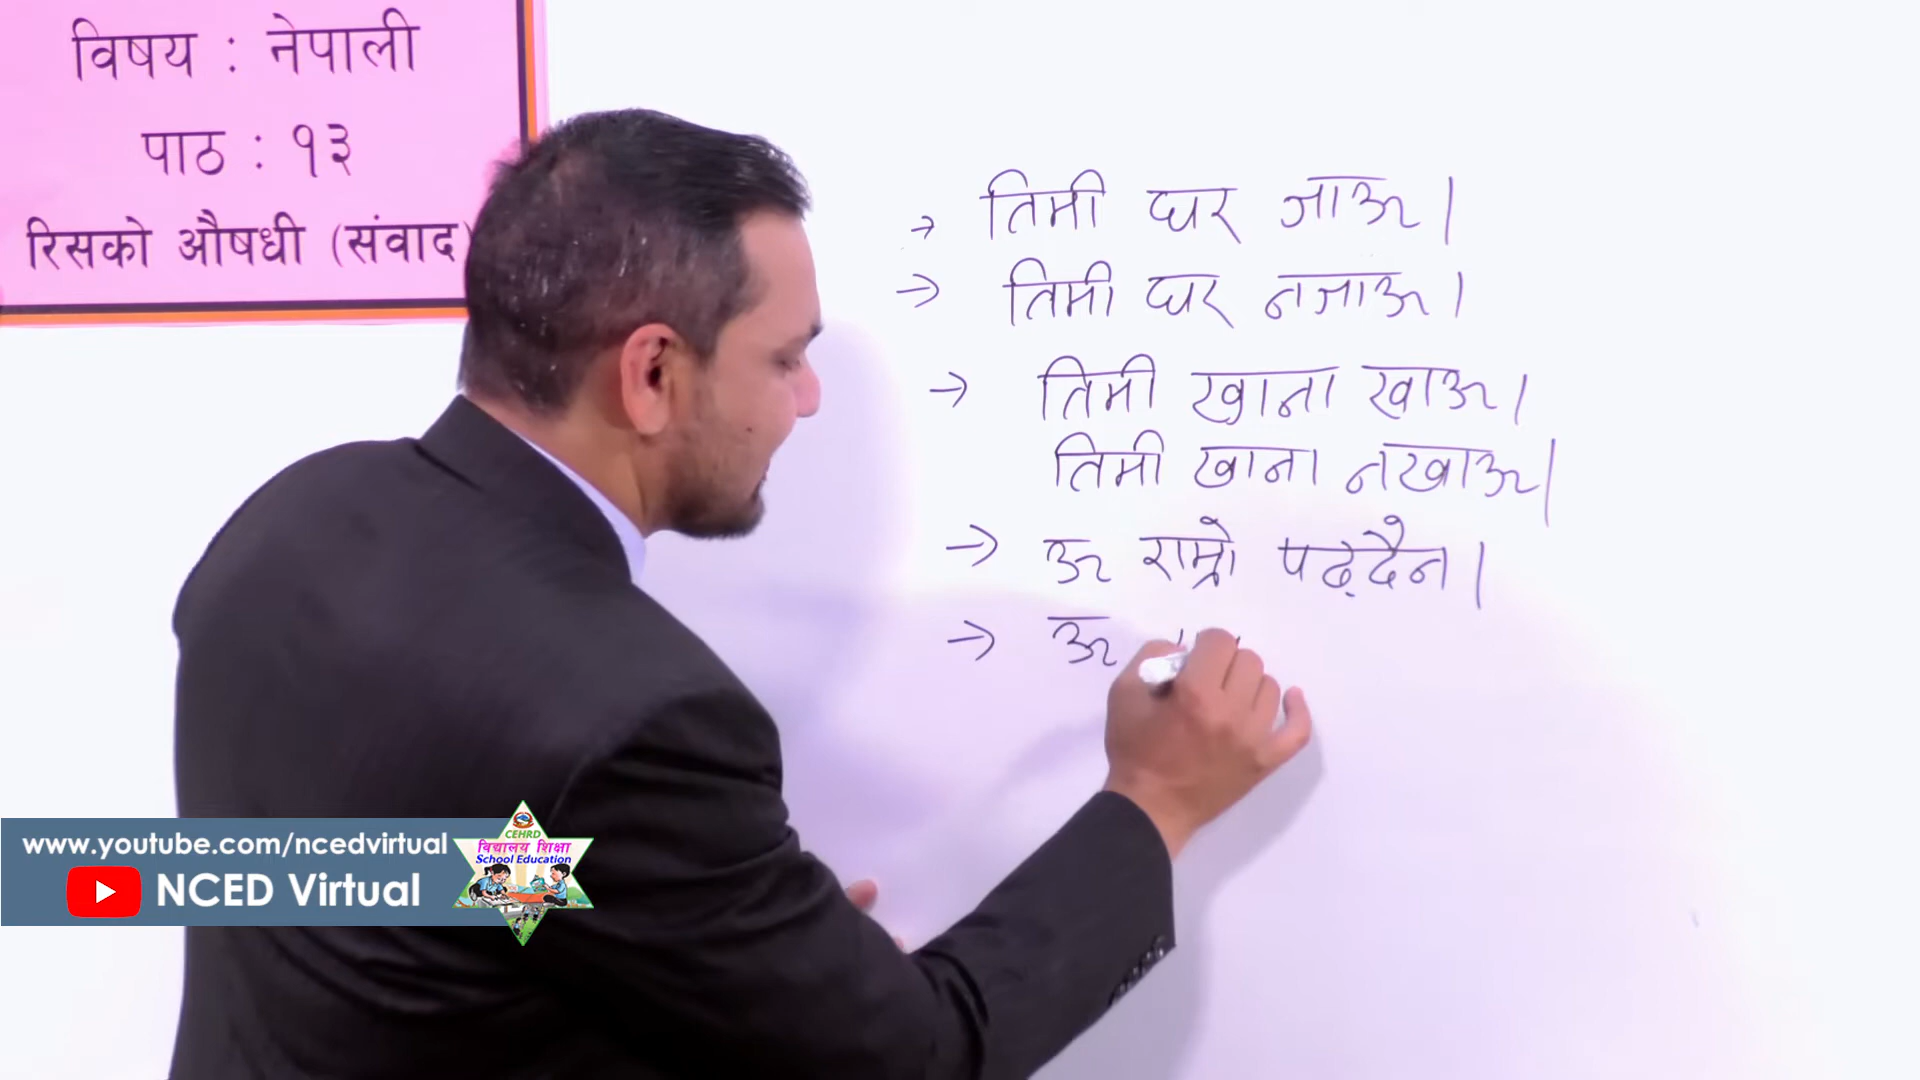 विषय : नेपाली
पाठ : १३
रिसको औषधी (संवाद)
→ तिमी घर जाऊ।
→ तिमी घर नजाऊ।
→ तिमी खाना खाऊ।
तिमी खाना नखाऊ।
→ ऊ राम्रो पढ्दैन।
→ ऊ
www.youtube.com/ncedvirtual
NCED Virtual
CEHRD
विद्यालय शिक्षा
School Education